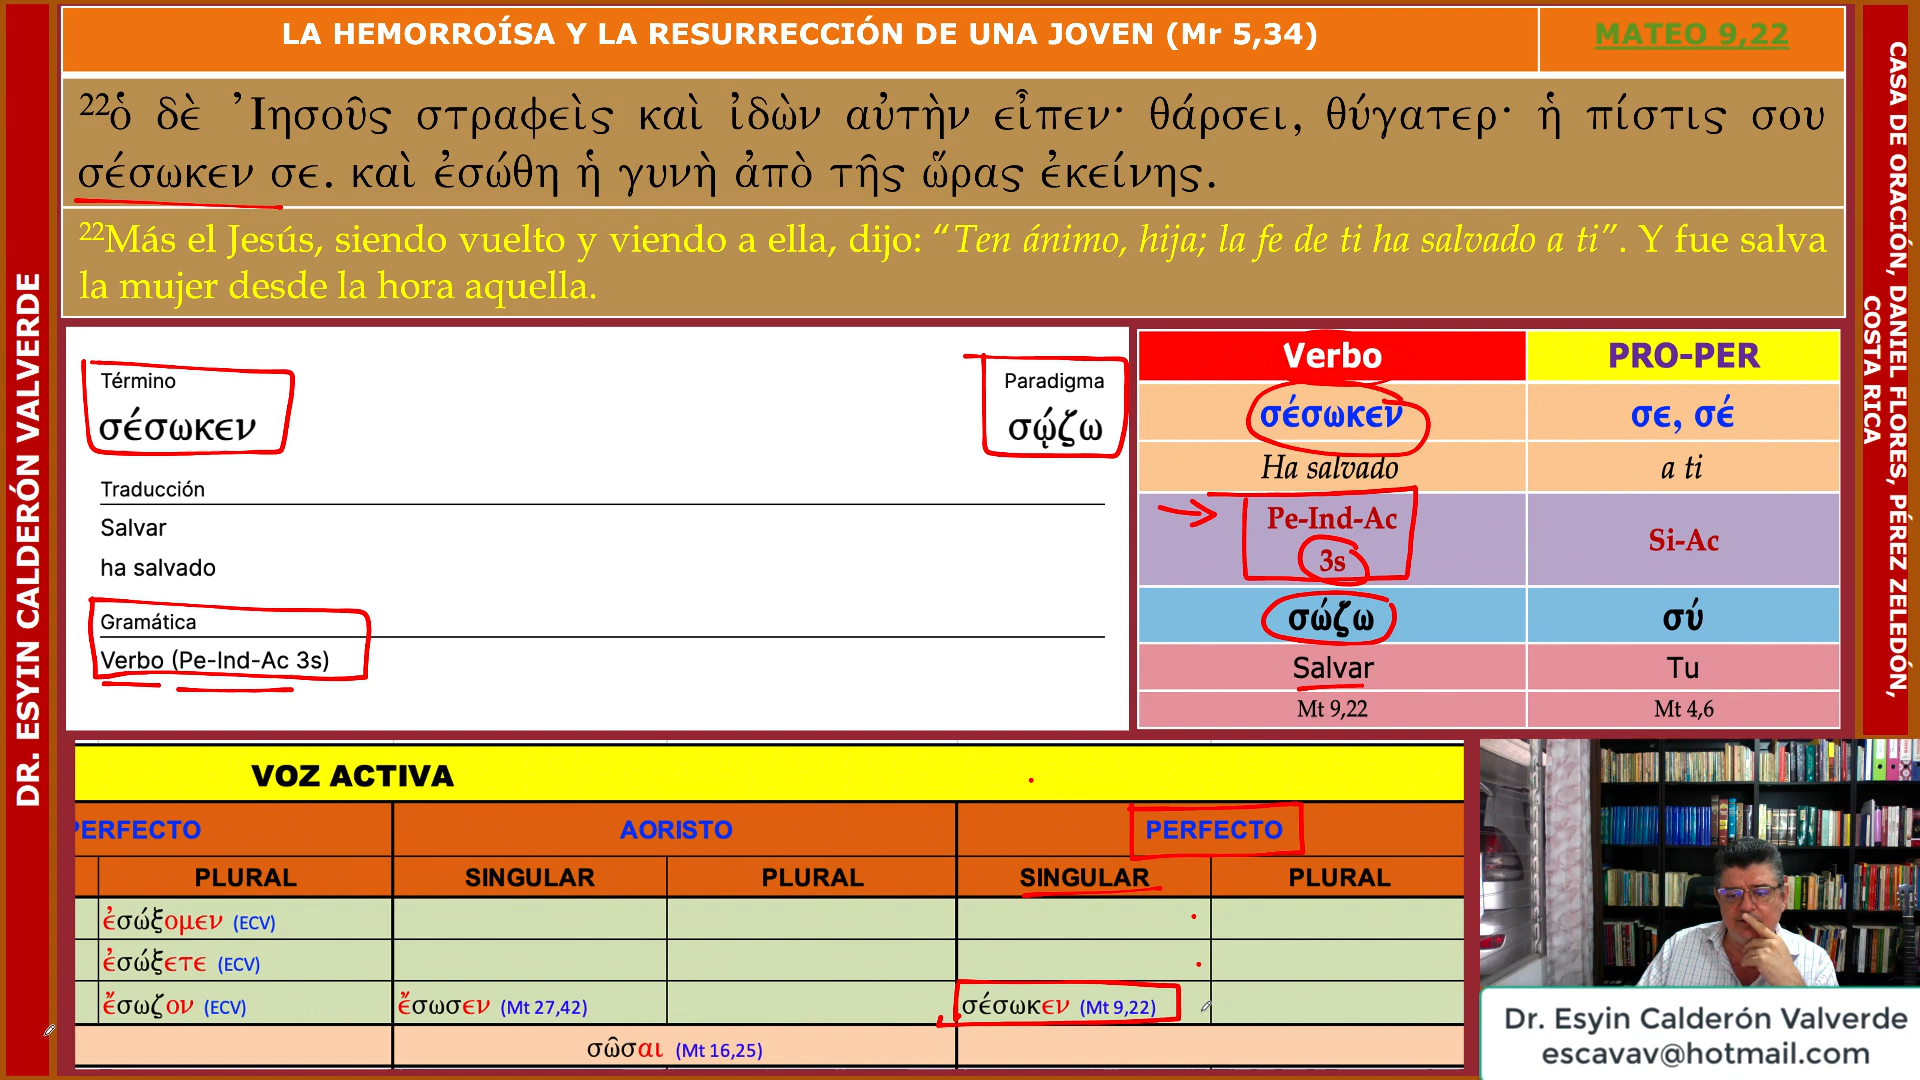 LA HEMORROÍSA Y LA RESURRECCIÓN DE UNA JOVEN (Mr 5,34)
MATEO 9,22
²²ὁ δὲ Ἰησοῦς στραφεὶς καὶ ἰδὼν αὐτὴν εἶπεν· θάρσει, θύγατερ· ἡ πίστις σου
σέσωκεν σε. καὶ ἐσώθη ἡ γυνὴ ἀπὸ τῆς ὥρας ἐκείνης.
²²Más el Jesús, siendo vuelto y viendo a ella, dijo: “Ten ánimo, hija; la fe de ti ha salvado a ti”. Y fue salva
la mujer desde la hora aquella.
Término
σέσωκεν
Paradigma
σῴζω
Traducción
Salvar
ha salvado
Gramática
Verbo (Pe-Ind-Ac 3s)
Verbo PRO-PER
σέσωκεν σε, σέ
Ha salvado a ti
Pe-Ind-Ac
3s
Si-Ac
σώζω σύ
Salvar Tu
Mt 9,22 Mt 4,6
VOZ ACTIVA
PERFECTO AORISTO PERFECTO
PLURAL SINGULAR PLURAL SINGULAR PLURAL
ἐσώξομεν (ECV)
ἐσώξετε (ECV)
ἔσωζον (ECV) ἔσωσεν (Mt 27,42) σέσωκεν (Mt 9,22)
σῶσαι (Mt 16,25)
DR. ESYIN CALDERÓN VALVERDE
CASA DE ORACIÓN, DANIEL FLORES, PÉREZ ZELEDÓN,
COSTA RICA
Dr. Esyin Calderón Valverde
escavav@hotmail.com